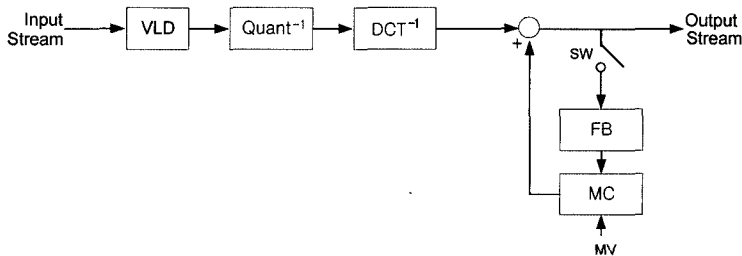 Input
Stream
VLD
Quant⁻¹
DCT⁻¹
+
SW
Output
Stream
FB
MC
MV